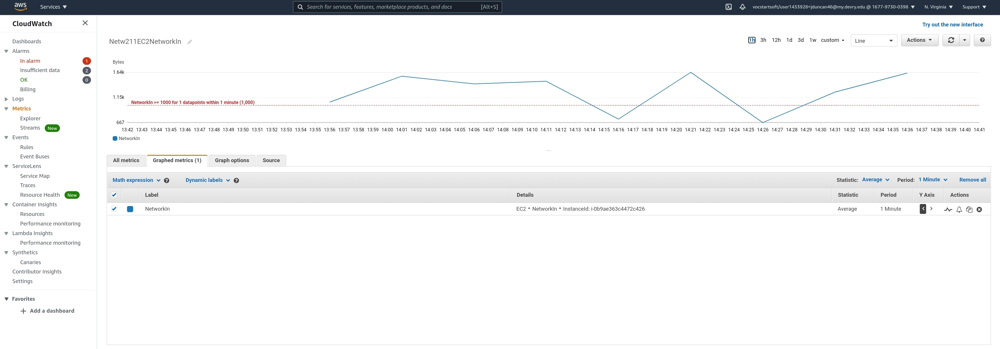 aws Services Search for services, features, marketplace products, and docs [Alt+S] vocstartsoft/user1433928=jduncan46@my.devry.edu @ 1677-9730-0398 N. Virginia Support
CloudWatch
Dashboards
Alarms
In alarm 1
Insufficient data 2
OK 0
Billing
Logs
Metrics
Explorer
Streams New
Events
Rules
Event Buses
ServiceLens
Service Map
Traces
Resource Health New
Container Insights
Resources
Performance monitoring
Lambda Insights
Performance monitoring
Synthetics
Canaries
Contributor Insights
Settings
Favorites
Add a dashboard
Try out the new interface
Netw211EC2NetworkIn 1h 3h 12h 1d 3d 1w custom Line Actions
Bytes
1.64k
1.15k
NetworkIn >= 1000 for 1 datapoints within 1 minute (1,000)
667
13:42 13:43 13:44 13:45 13:46 13:47 13:48 13:49 13:50 13:51 13:52 13:53 13:54 13:55 13:56 13:57 13:58 13:59 14:00 14:01 14:02 14:03 14:04 14:05 14:06 14:07 14:08 14:09 14:10 14:11 14:12 14:13 14:14 14:15 14:16 14:17 14:18 14:19 14:20 14:21 14:22 14:23 14:24 14:25 14:26 14:27 14:28 14:29 14:30 14:31 14:32 14:33 14:34 14:35 14:36 14:37 14:38 14:39 14:40 14:41
NetworkIn
All metrics Graphed metrics (1) Graph options Source
Math expression Dynamic labels Statistic: Average Period: 1 Minute Remove all
Label Details Statistic Period Y Axis Actions
NetworkIn EC2 • NetworkIn • InstanceId: i-0b9ae363c4472c426 Average 1 Minute